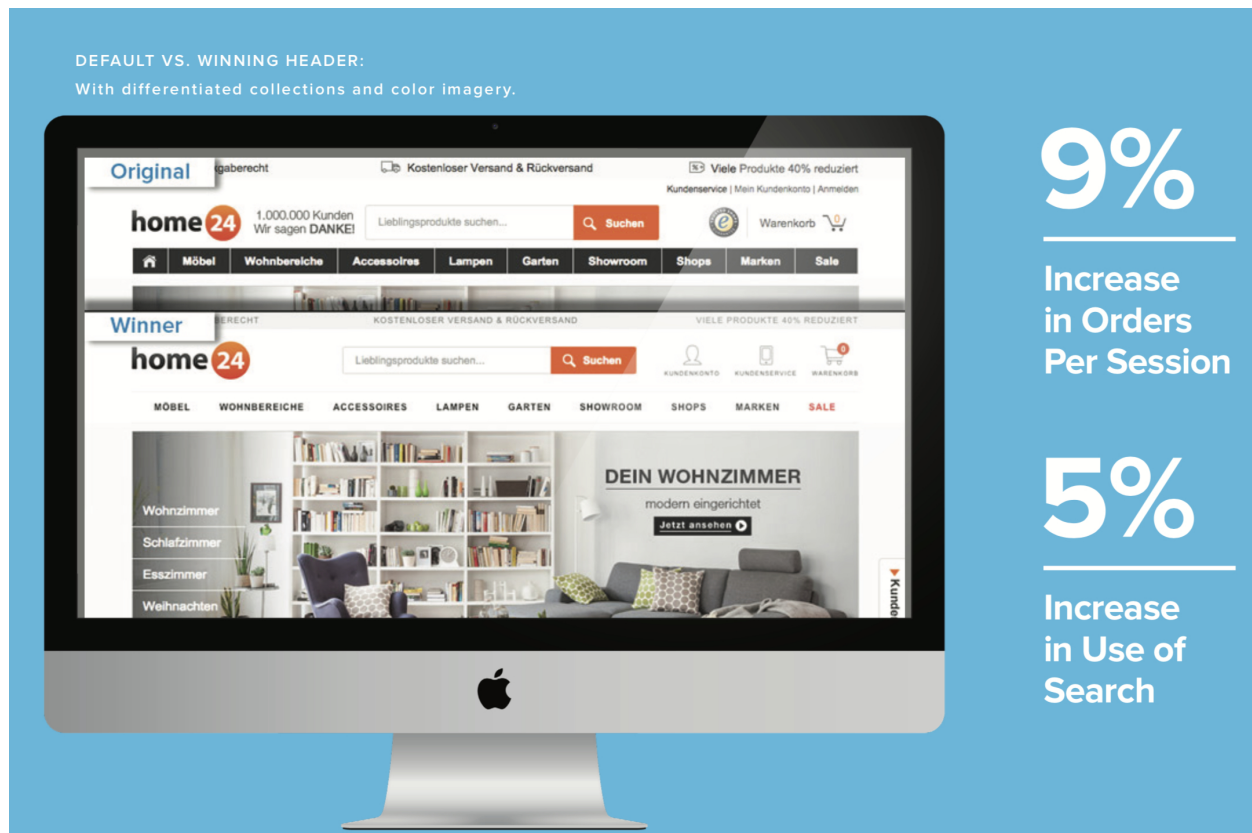 DEFAULT VS. WINNING HEADER:
With differentiated collections and color imagery.
Original
kgaberecht
Kostenloser Versand & Rückversand
Viele Produkte 40% reduziert
Kundenservice | Mein Kundenkonto | Anmelden
home24
1.000.000 Kunden
Wir sagen DANKE!
Lieblingsprodukte suchen...
Suchen
Warenkorb
0
Möbel Wohnbereiche Accessoires Lampen Garten Showroom Shops Marken Sale
Winner
BERECHT
KOSTENLOSER VERSAND & RÜCKVERSAND
VIELE PRODUKTE 40% REDUZIERT
home24
Lieblingsprodukte suchen...
Suchen
KUNDENKONTO
KUNDENSERVICE
0
WARENKORB
MÖBEL WOHNBEREICHE ACCESSOIRES LAMPEN GARTEN SHOWROOM SHOPS MARKEN SALE
Wohnzimmer
Schlafzimmer
Esszimmer
Weihnachten
DEIN WOHNZIMMER
modern eingerichtet
Jetzt ansehen
Kunde
9%
Increase
in Orders
Per Session
5%
Increase
in Use of
Search